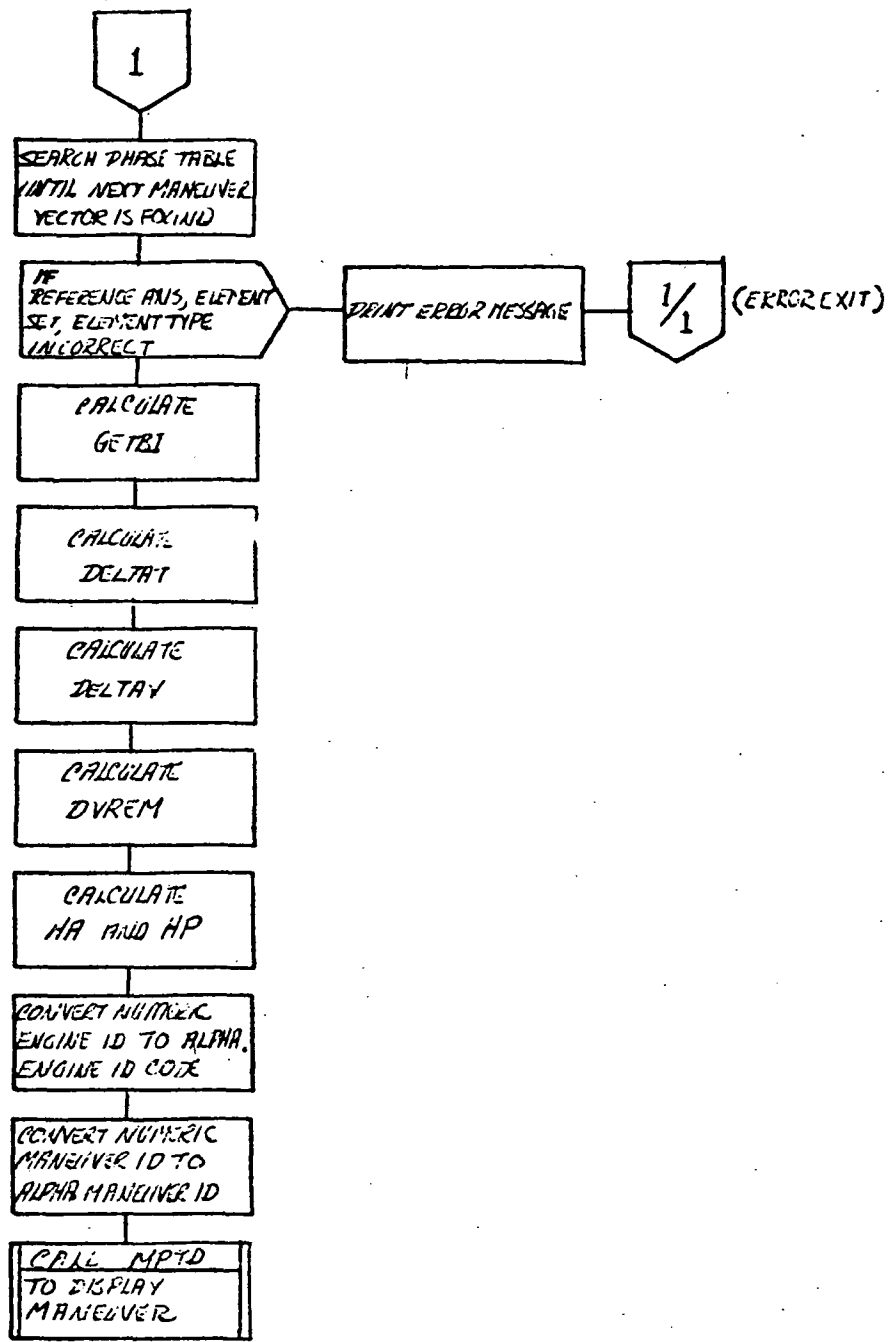 1
SEARCH PHASE TABLE
UNTIL NEXT MANEUVER
VECTOR IS FOUND
IF
REFERENCE AXIS, ELEMENT
SET, ELEMENT TYPE
INCORRECT
PRINT ERROR MESSAGE
1/1
(ERROR EXIT)
CALCULATE
GETBI
CALCULATE
DELTAT
CALCULATE
DELTAV
CALCULATE
DVREM
CALCULATE
HA AND HP
CONVERT NUMERIC
ENGINE ID TO ALPHA.
ENGINE ID CODE
CONVERT NUMERIC
MANEUVER ID TO
ALPHA MANEUVER ID
CALL MPTD
TO DISPLAY
MANEUVER